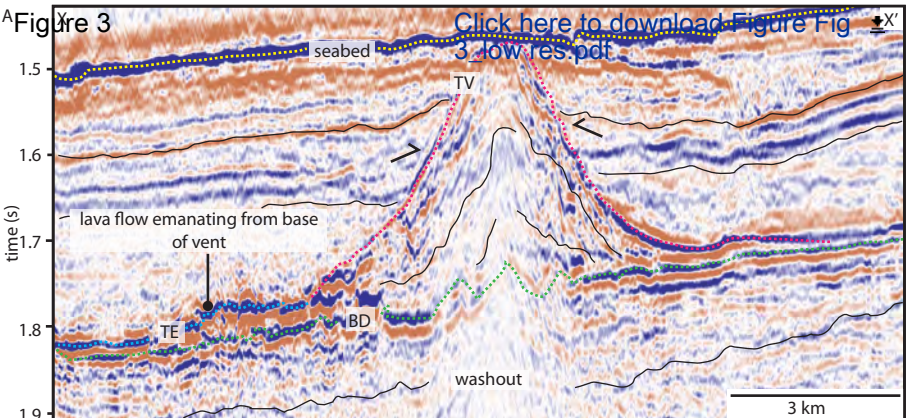 A
Figure 3
Click here to download Figure Fig
3_low res.pdf
X
X'
seabed
TV
1.5
1.6
1.7
1.8
1.9
time (s)
lava flow emanating from base
of vent
TE
BD
washout
3 km